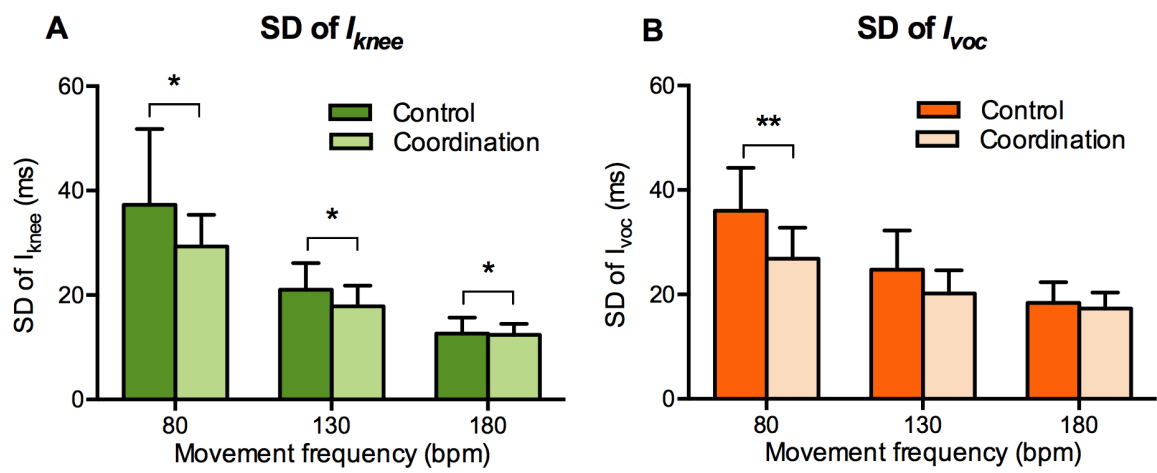 A
SD of I_knee
60
40
20
0
SD of I_knee (ms)
*
*
*
Control
Coordination
80
130
180
Movement frequency (bpm)
B
SD of I_voc
60
40
20
0
SD of I_voc (ms)
**
Control
Coordination
80
130
180
Movement frequency (bpm)